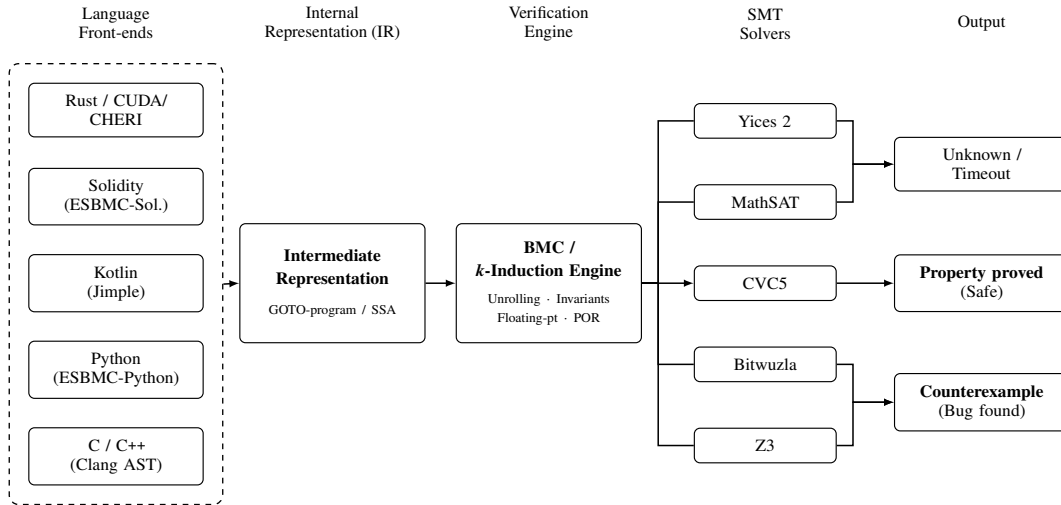 Language
Front-ends
Internal
Representation (IR)
Verification
Engine
SMT
Solvers
Output
Rust / CUDA/
CHERI
Solidity
(ESBMC-Sol.)
Kotlin
(Jimple)
Python
(ESBMC-Python)
C / C++
(Clang AST)
Intermediate
Representation
GOTO-program / SSA
BMC /
k-Induction Engine
Unrolling · Invariants
Floating-pt · POR
Yices 2
MathSAT
CVC5
Bitwuzla
Z3
Unknown /
Timeout
Property proved
(Safe)
Counterexample
(Bug found)